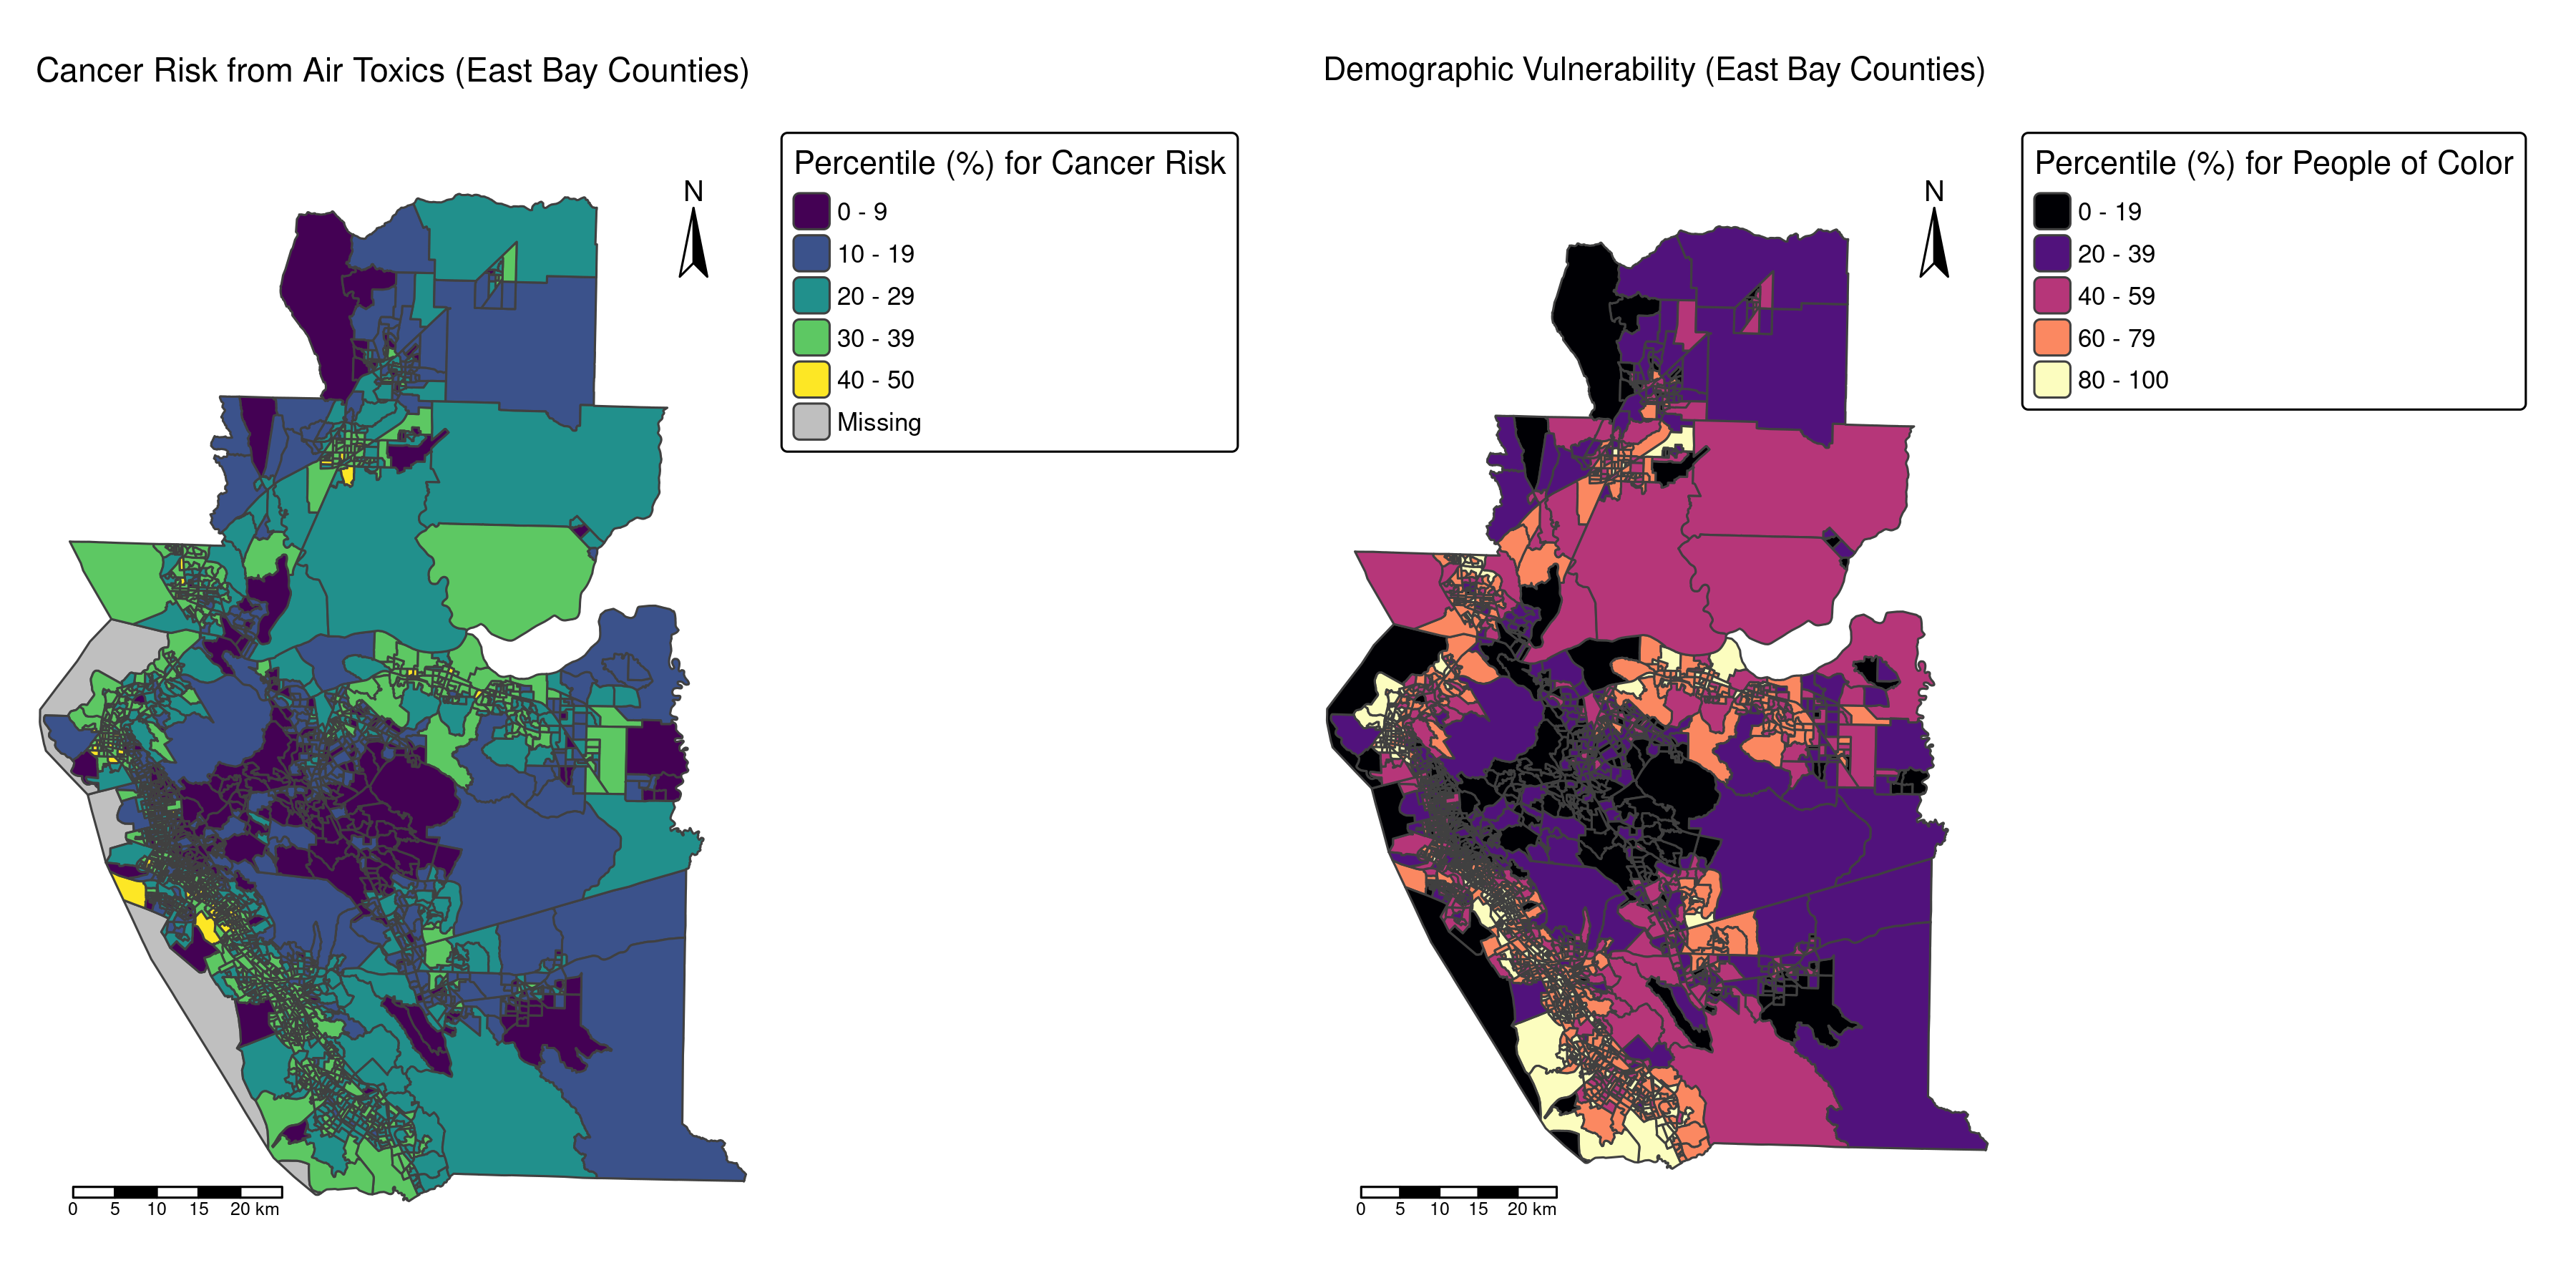 Cancer Risk from Air Toxics (East Bay Counties)
N
Percentile (%) for Cancer Risk
0 - 9
10 - 19
20 - 29
30 - 39
40 - 50
Missing
0 5 10 15 20 km
Demographic Vulnerability (East Bay Counties)
N
Percentile (%) for People of Color
0 - 19
20 - 39
40 - 59
60 - 79
80 - 100
0 5 10 15 20 km